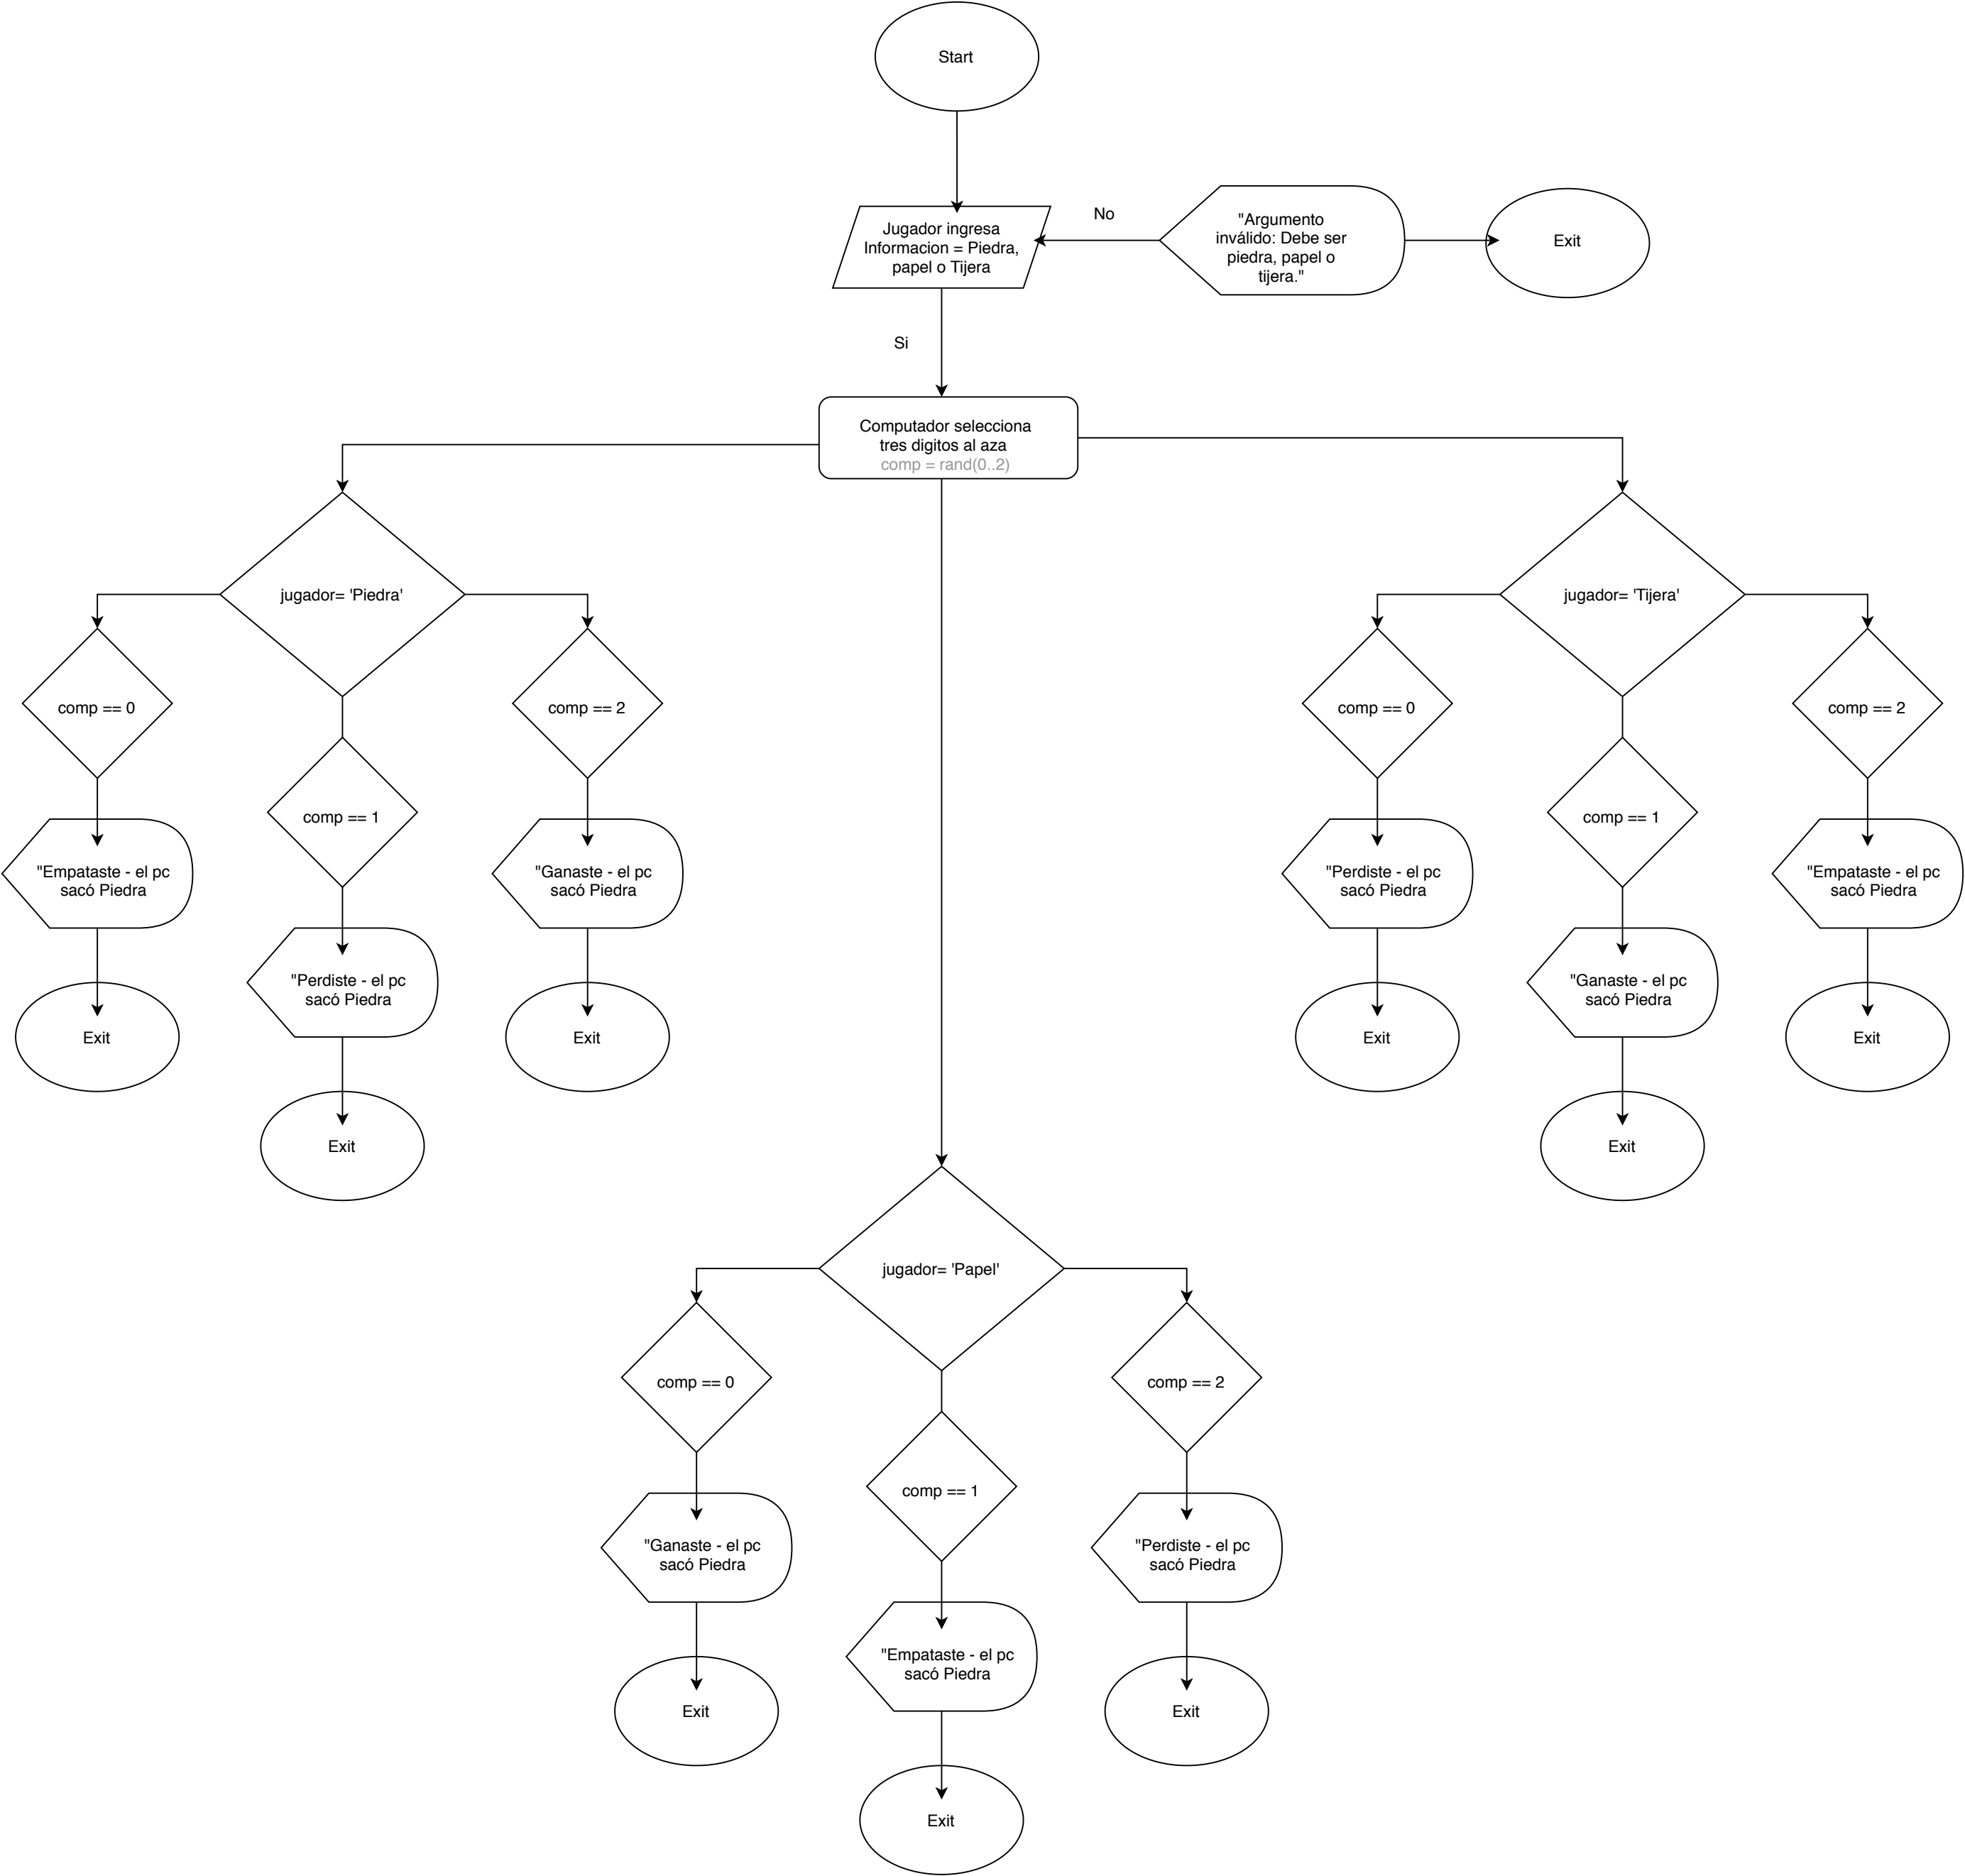 Start
Jugador ingresa
Informacion = Piedra,
papel o Tijera
No
"Argumento
inválido: Debe ser
piedra, papel o
tijera."
Exit
Si
Computador selecciona
tres digitos al aza
comp = rand(0..2)
jugador= 'Piedra'
comp == 0
comp == 1
comp == 2
"Empataste - el pc
sacó Piedra
"Perdiste - el pc
sacó Piedra
"Ganaste - el pc
sacó Piedra
Exit
Exit
Exit
jugador= 'Tijera'
comp == 0
comp == 1
comp == 2
"Perdiste - el pc
sacó Piedra
"Ganaste - el pc
sacó Piedra
"Empataste - el pc
sacó Piedra
Exit
Exit
Exit
jugador= 'Papel'
comp == 0
comp == 1
comp == 2
"Ganaste - el pc
sacó Piedra
"Empataste - el pc
sacó Piedra
"Perdiste - el pc
sacó Piedra
Exit
Exit
Exit